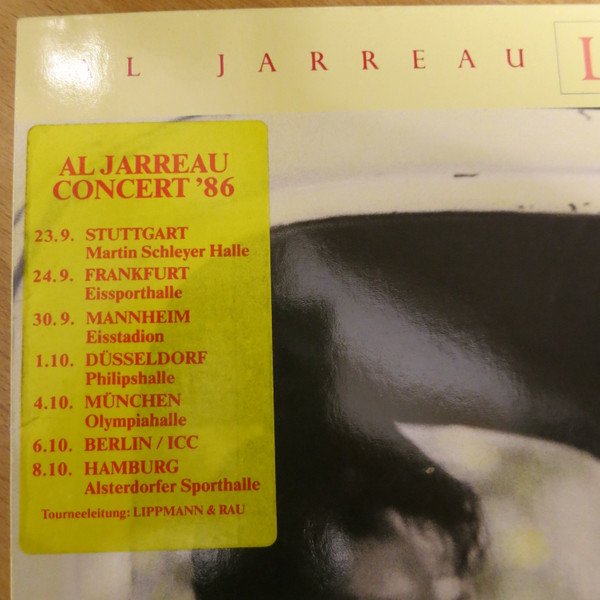 AL JARREAU L
AL JARREAU
CONCERT '86
23.9. STUTTGART
Martin Schleyer Halle
24.9. FRANKFURT
Eissporthalle
30.9. MANNHEIM
Eisstadion
1.10. DÜSSELDORF
Philipshalle
4.10. MÜNCHEN
Olympiahalle
6.10. BERLIN / ICC
8.10. HAMBURG
Alsterdorfer Sporthalle
Tourneeleitung: LIPPMANN & RAU